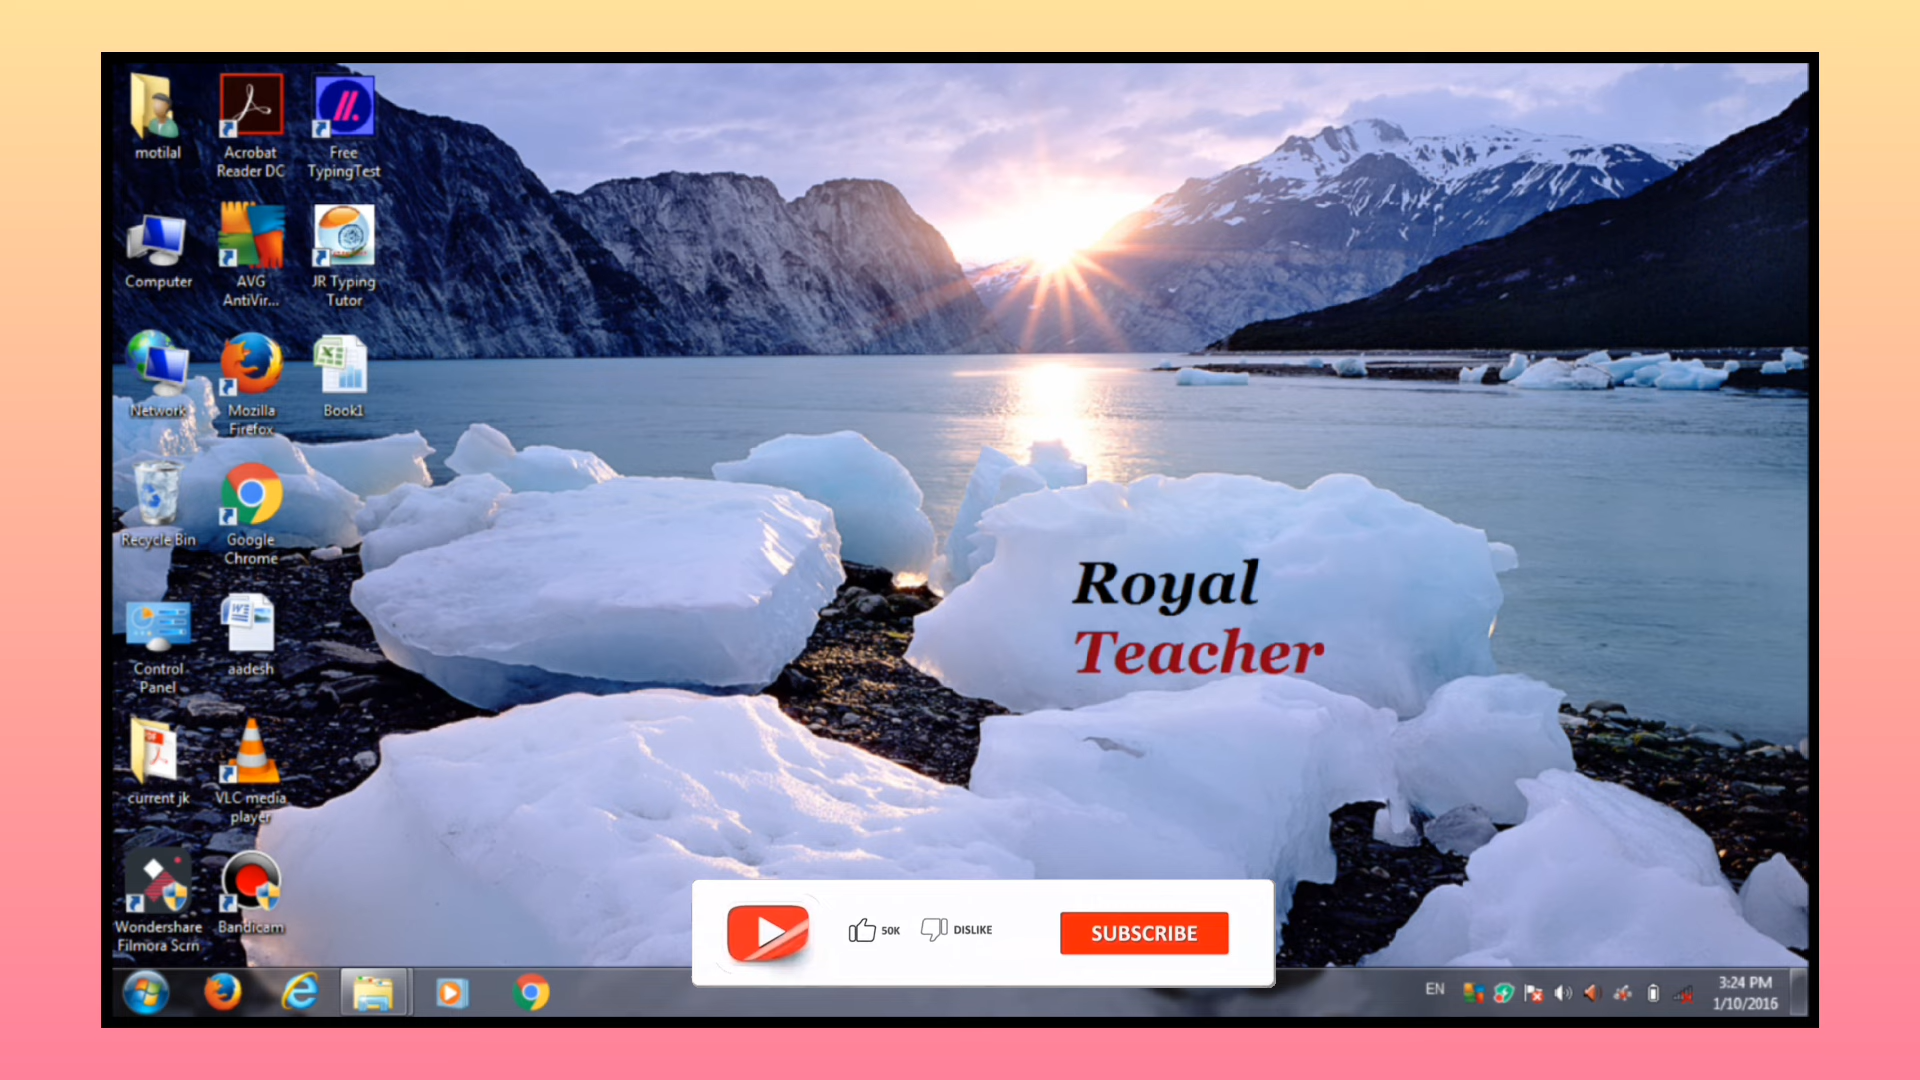 motilal
Acrobat
Reader DC
Free
TypingTest
Computer
AVG
AntiVir...
JR Typing
Tutor
Network
Mozilla
Firefox
Book1
Recycle Bin
Google
Chrome
Royal
Teacher
Control
Panel
aadesh
current jk
VLC media
player
Wondershare
Filmora Scrn
Bandicam
50K
DISLIKE
SUBSCRIBE
EN
3:24 PM
1/10/2016